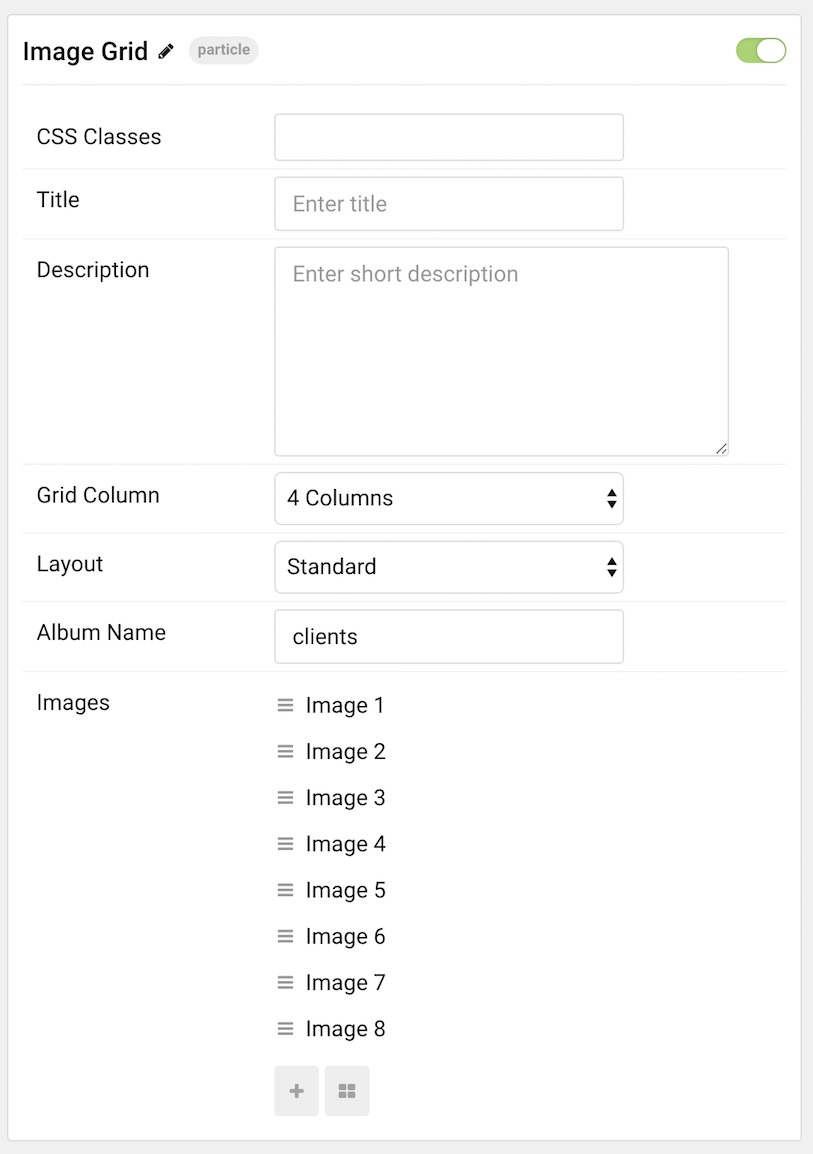 Image Grid particle
CSS Classes
Title Enter title
Description Enter short description
Grid Column 4 Columns
Layout Standard
Album Name clients
Images Image 1
Image 2
Image 3
Image 4
Image 5
Image 6
Image 7
Image 8